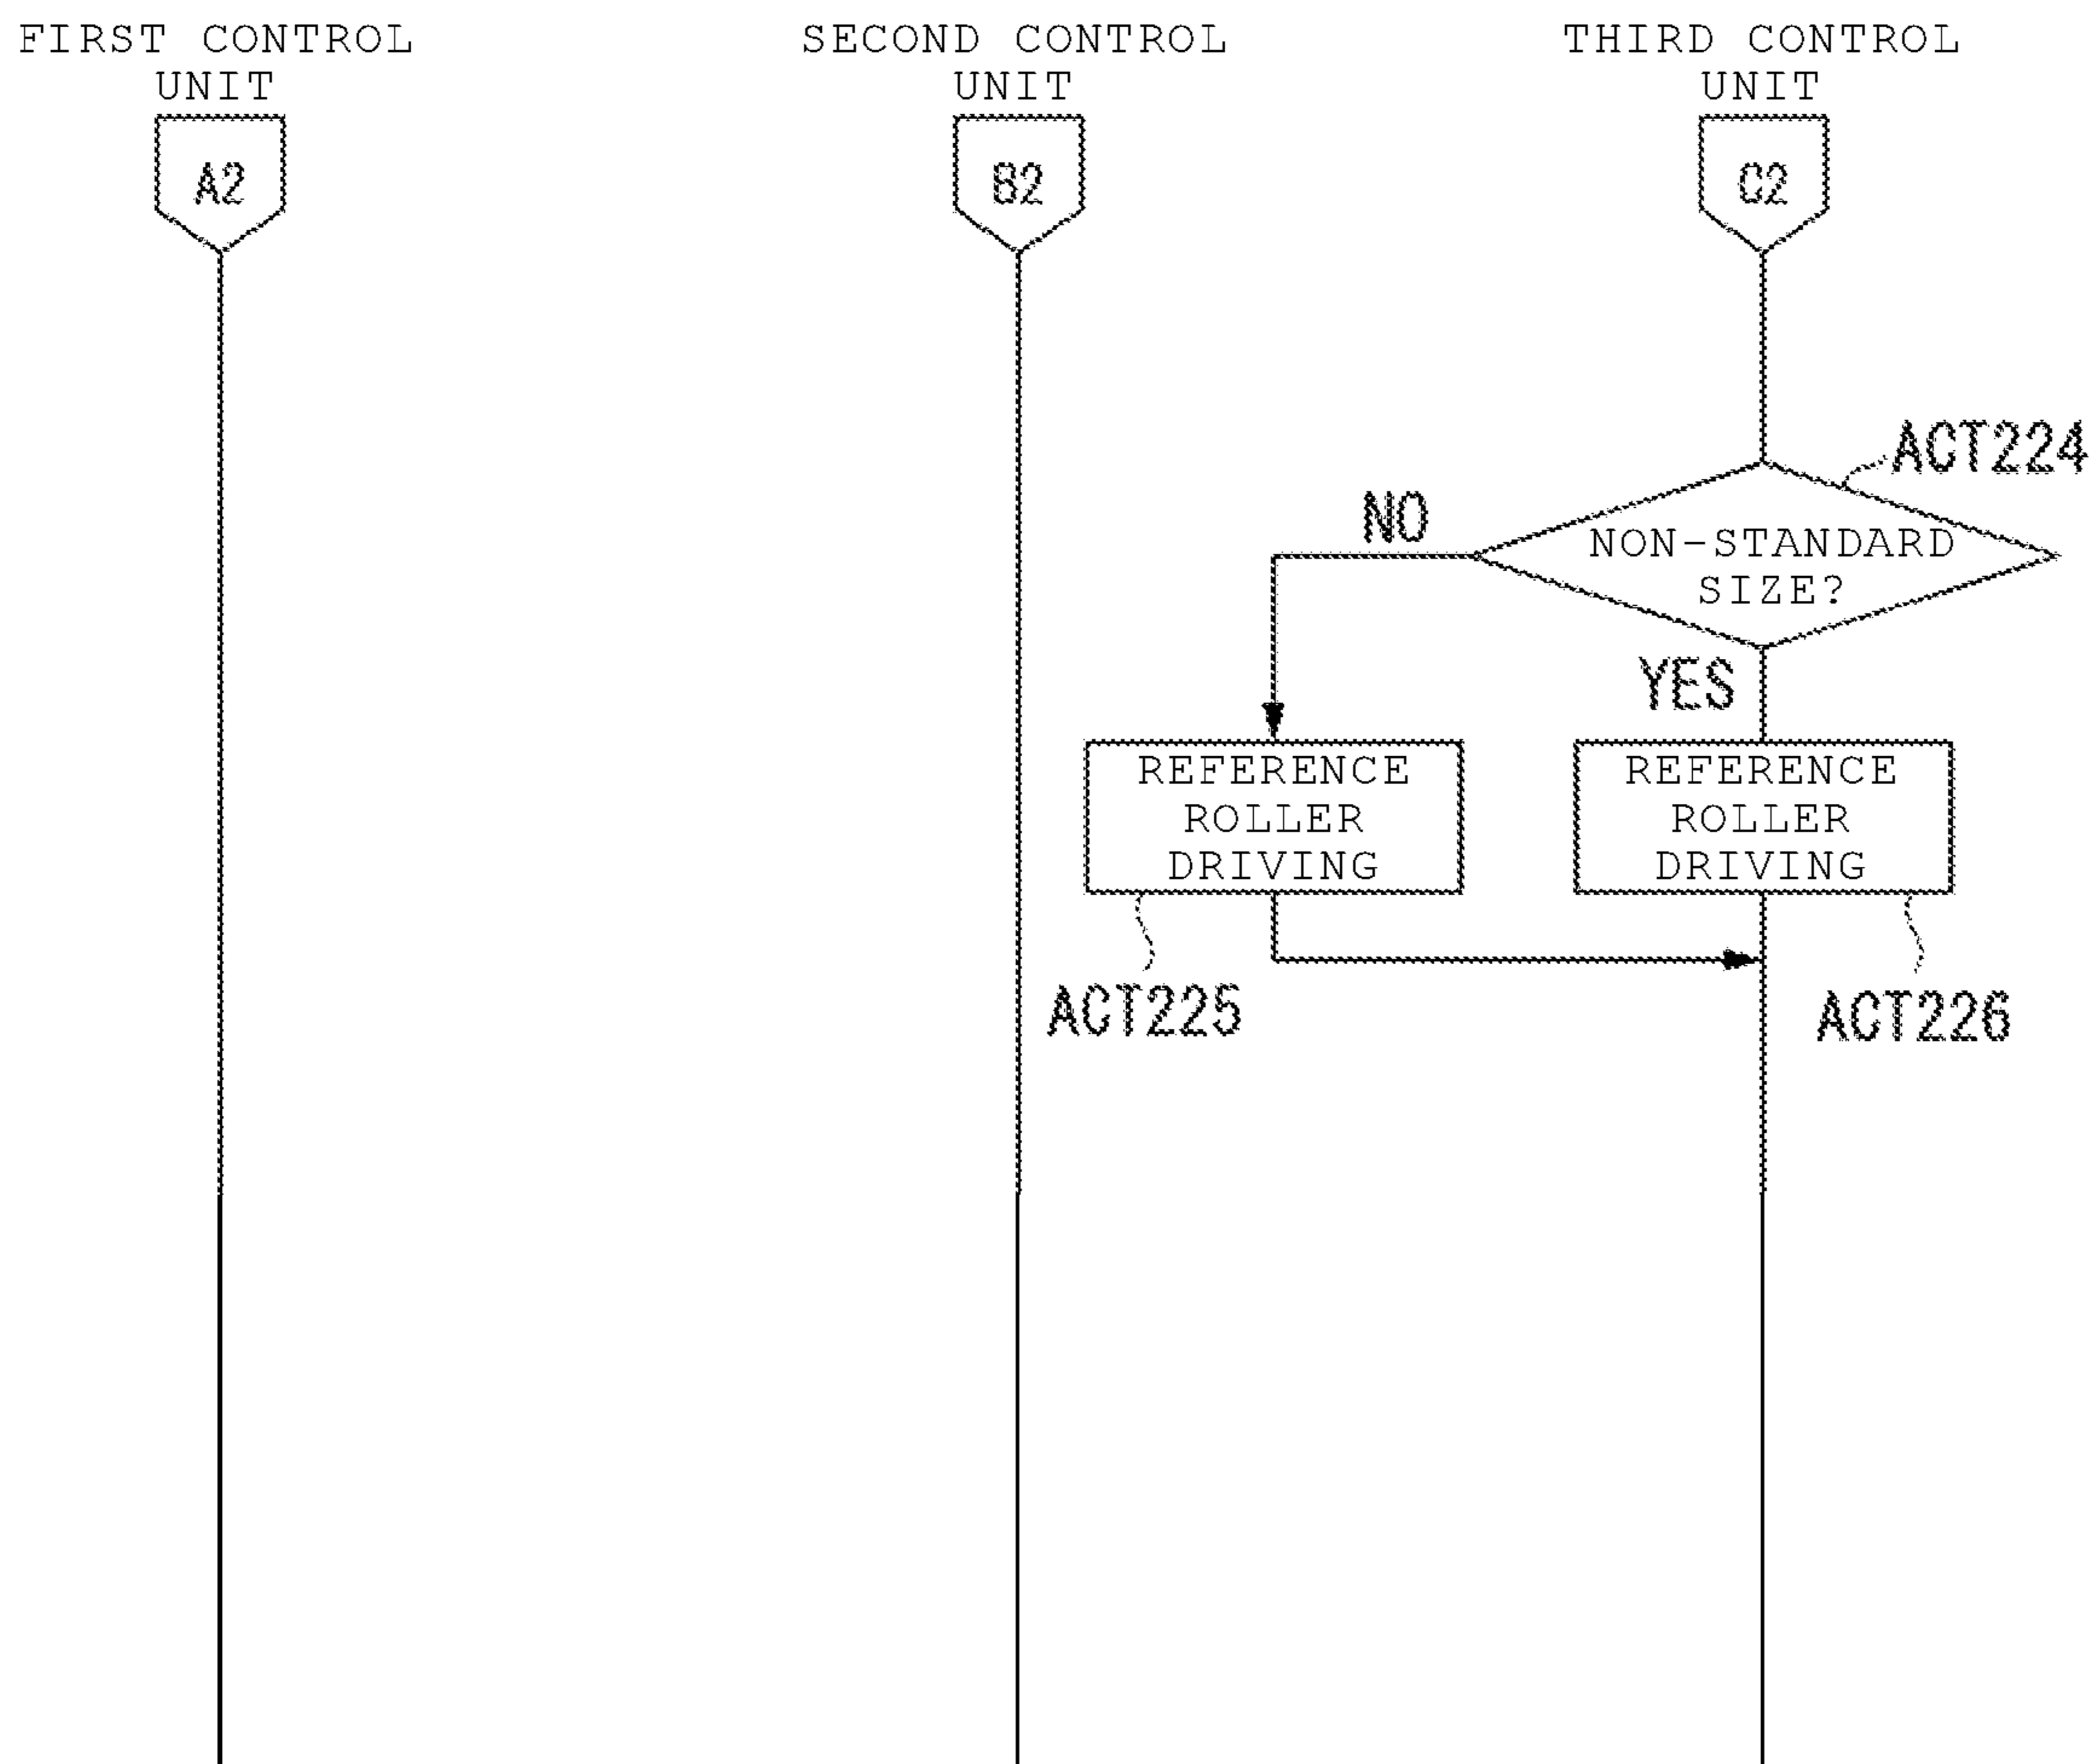 FIRST CONTROL
UNIT
SECOND CONTROL
UNIT
THIRD CONTROL
UNIT
A2
B2
C2
ACT224
NO
NON-STANDARD
SIZE?
YES
REFERENCE
ROLLER
DRIVING
REFERENCE
ROLLER
DRIVING
ACT225
ACT226